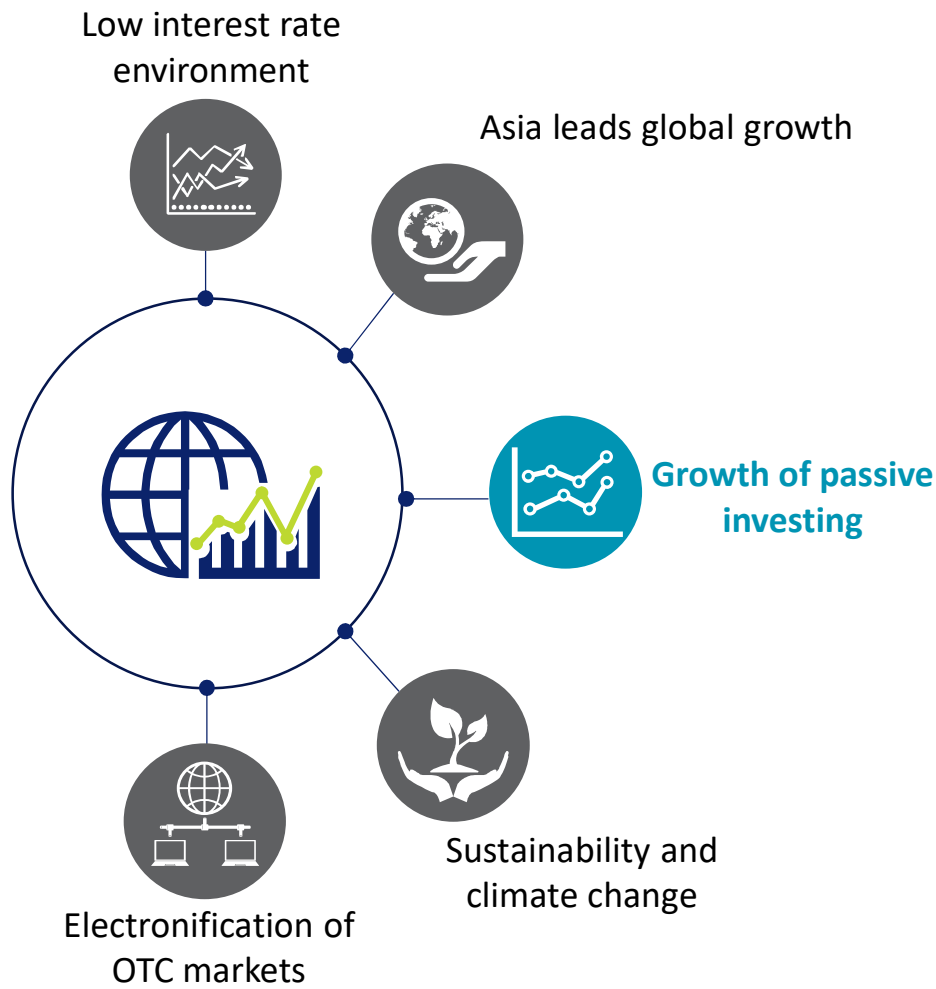 Low interest rate
environment
Asia leads global growth
Growth of passive
investing
Sustainability and
climate change
Electronification of
OTC markets